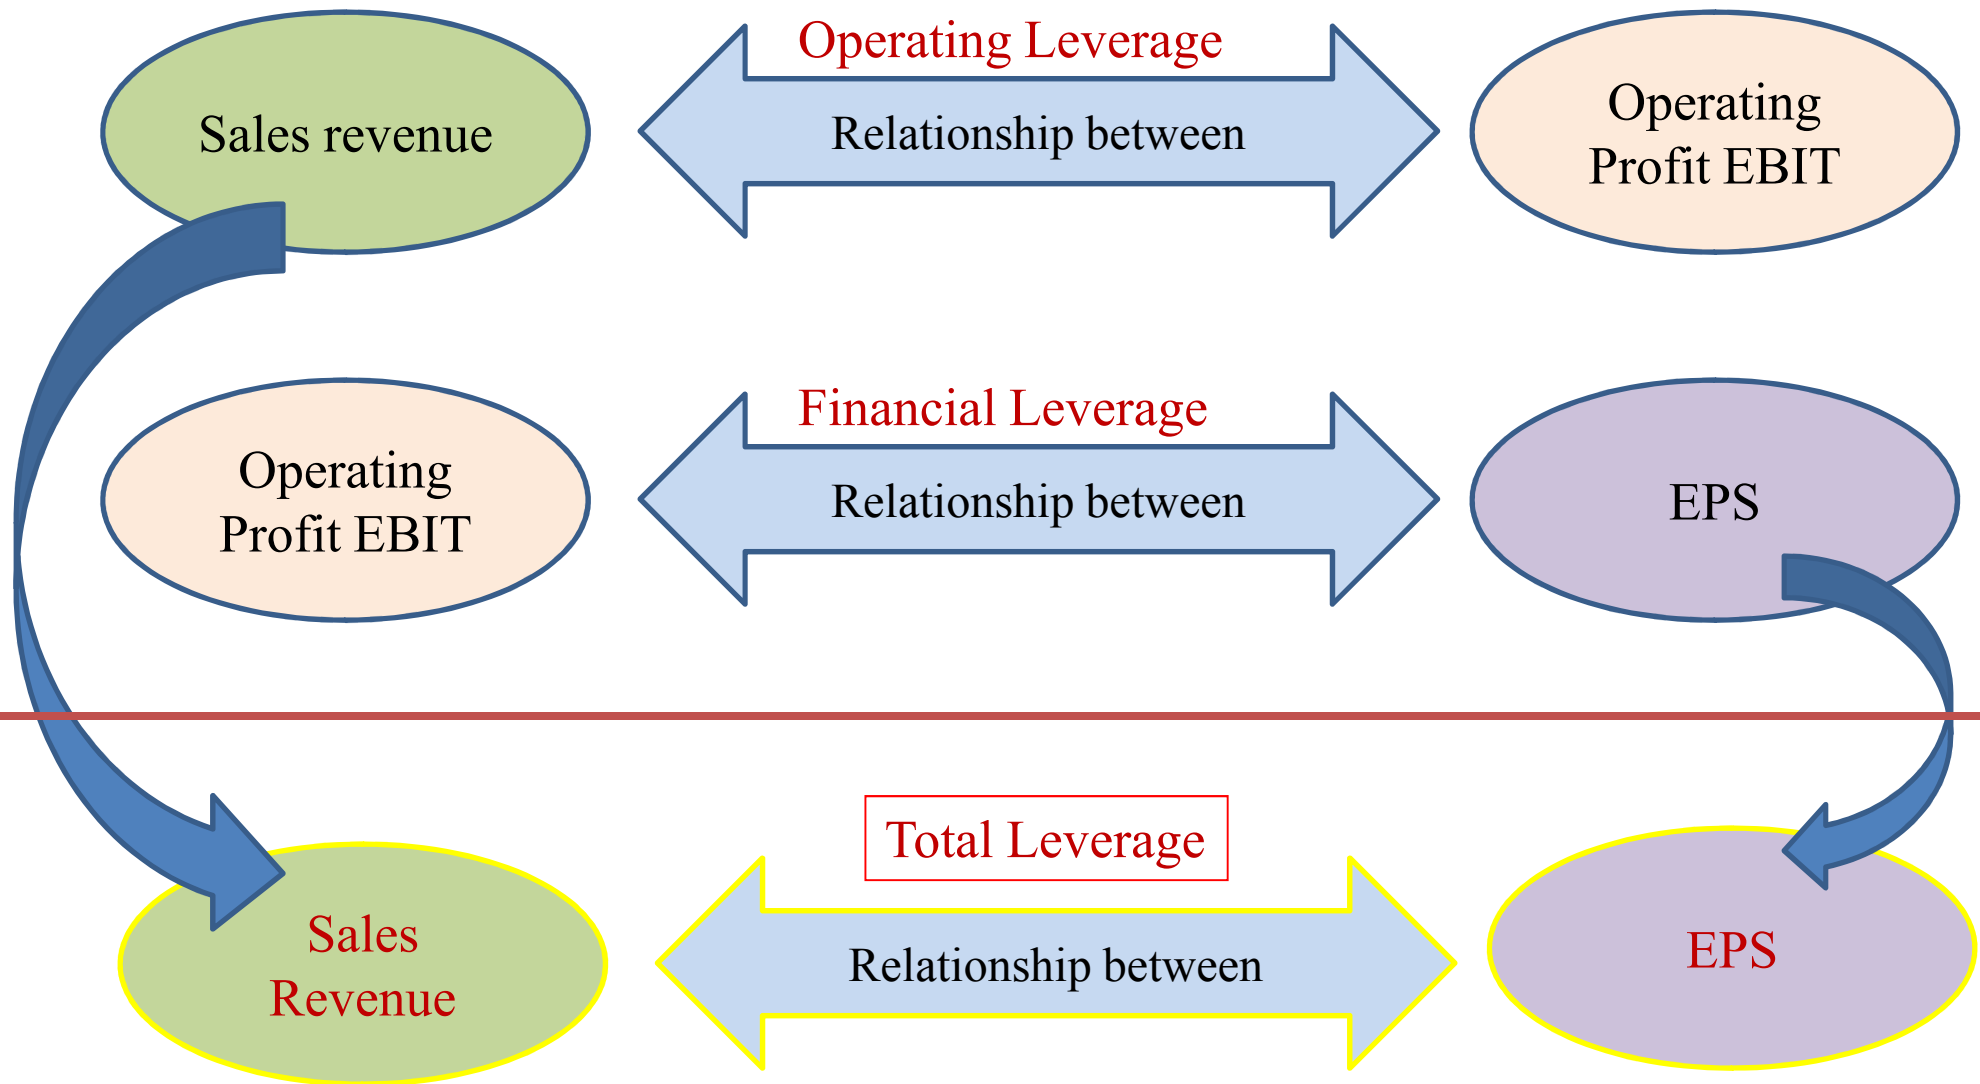 Operating Leverage
Sales revenue
Relationship between
Operating
Profit EBIT
Financial Leverage
Operating
Profit EBIT
Relationship between
EPS
Total Leverage
Sales
Revenue
Relationship between
EPS